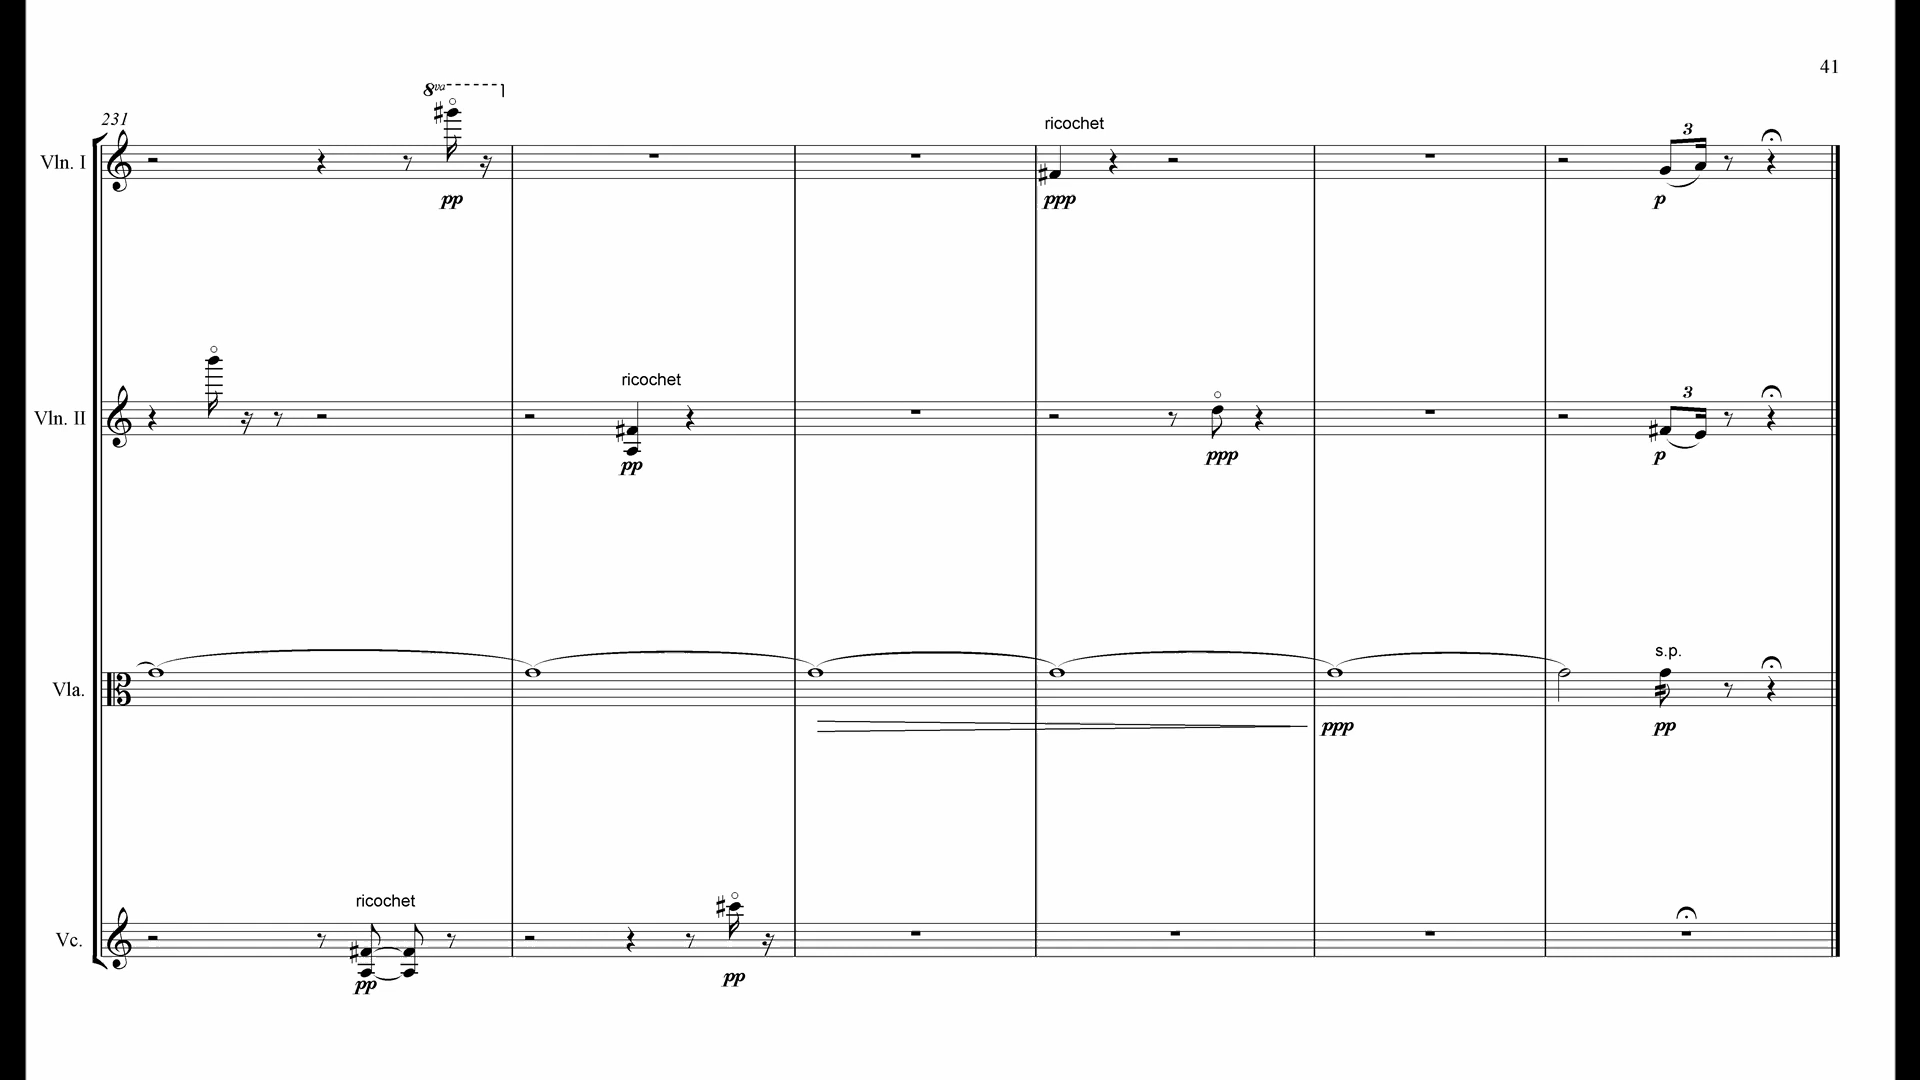 41
8va
231
ricochet
3
Vln. I
pp
ppp
p
ricochet
3
Vln. II
pp
ppp
p
s.p.
Vla.
ppp
pp
ricochet
Vc.
pp
pp